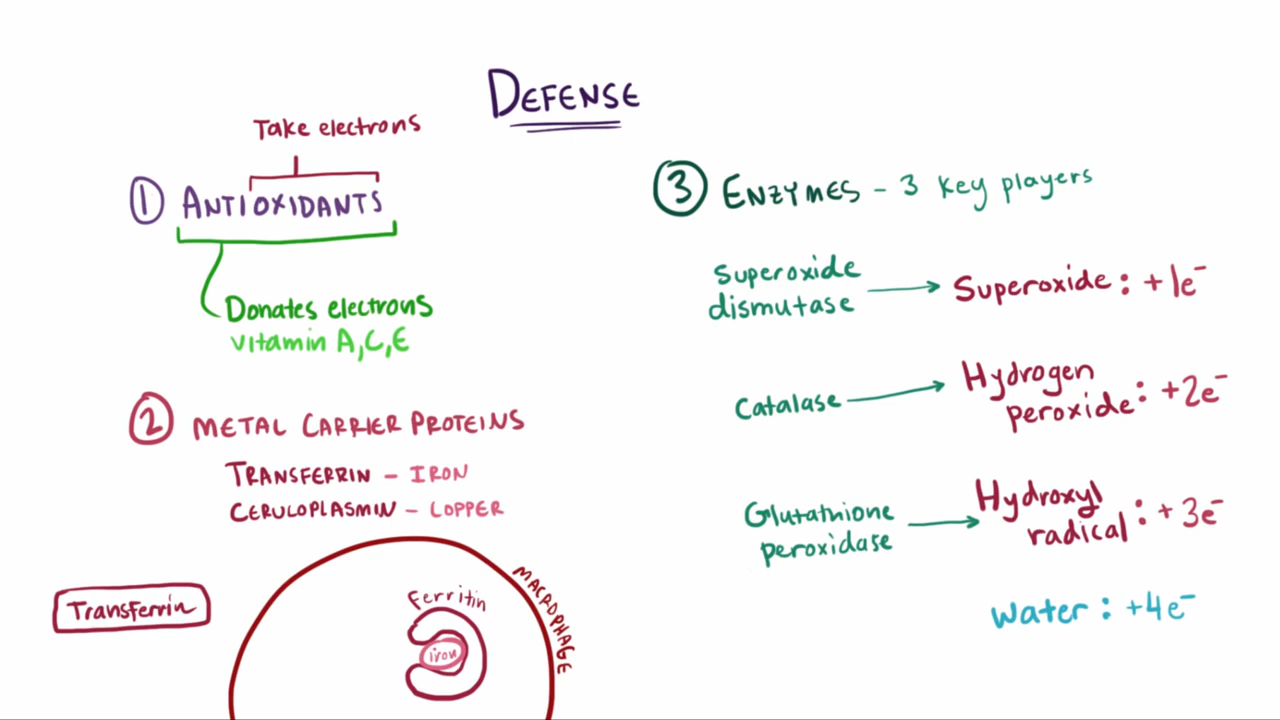 DEFENSE
Take electrons
① ANTIOXIDANTS
Donates electrons
vitamin A, C, E
② METAL CARRIER PROTEINS
TRANSFERRIN - IRON
CERULOPLASMIN - COPPER
Transferrin
Ferritin
iron
MACROPHAGE
③ ENZYMES - 3 key players
Superoxide
dismutase
Superoxide: +1e⁻
Catalase
Hydrogen
peroxide: +2e⁻
Glutathione
peroxidase
Hydroxyl
radical: +3e⁻
Water: +4e⁻